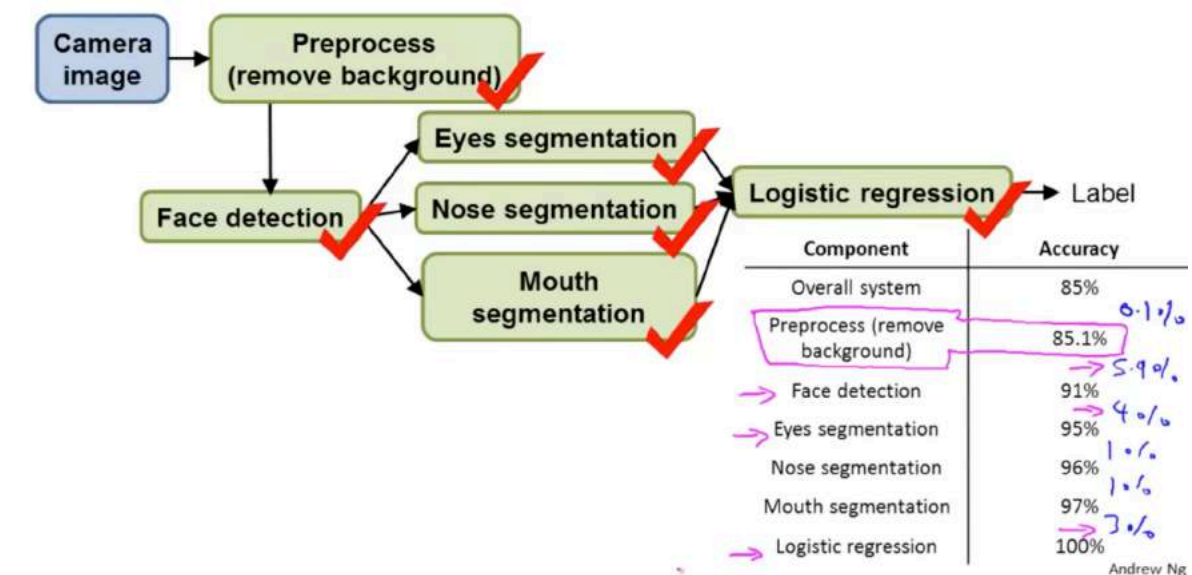 Camera
image
Preprocess
(remove background)
Eyes segmentation
Face detection
Nose segmentation
Mouth
segmentation
Logistic regression
Label
Component Accuracy
Overall system 85%
0.1%
Preprocess (remove
background) 85.1%
5.9%
Face detection 91%
4%
Eyes segmentation 95%
1%
Nose segmentation 96%
1%
Mouth segmentation 97%
3%
Logistic regression 100%
Andrew Ng